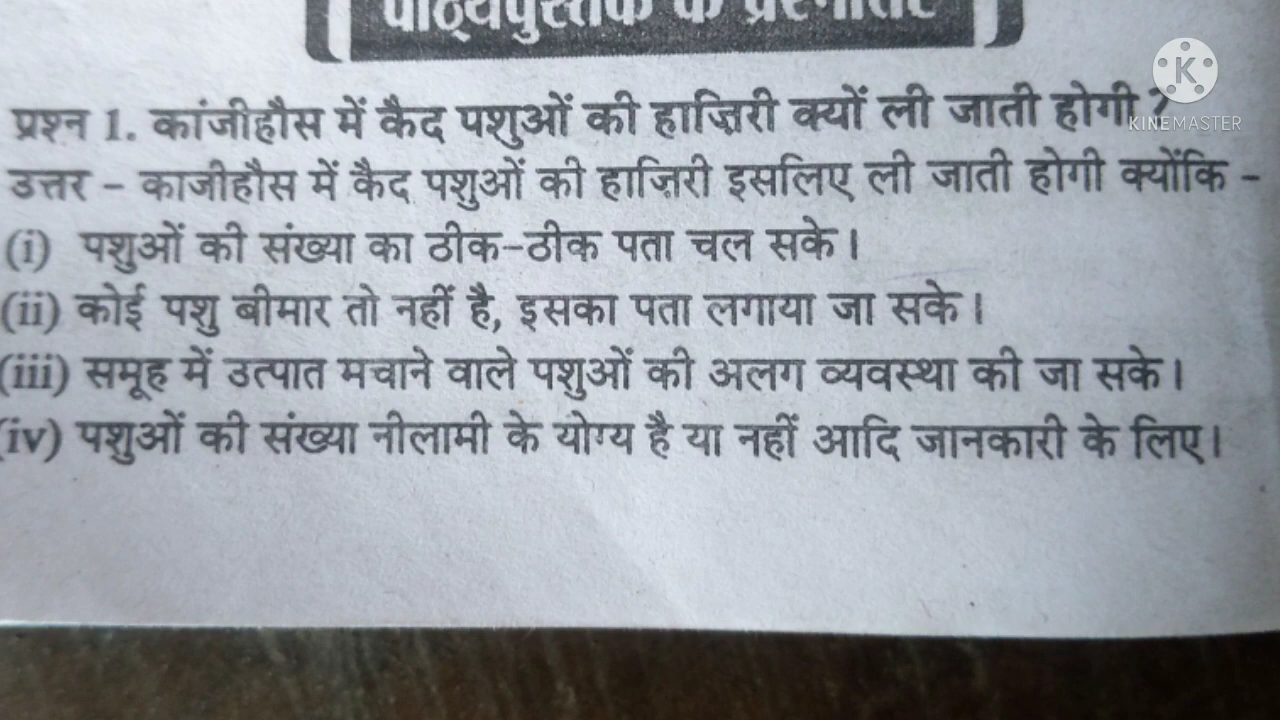 पाठ्यपुस्तक के प्रश्नोत्तर
प्रश्न 1. कांजीहौस में कैद पशुओं की हाज़िरी क्यों ली जाती होगी ?
KINEMASTER
उत्तर – काजीहौस में कैद पशुओं की हाज़िरी इसलिए ली जाती होगी क्योंकि –
(i) पशुओं की संख्या का ठीक-ठीक पता चल सके।
(ii) कोई पशु बीमार तो नहीं है, इसका पता लगाया जा सके।
(iii) समूह में उत्पात मचाने वाले पशुओं की अलग व्यवस्था की जा सके।
(iv) पशुओं की संख्या नीलामी के योग्य है या नहीं आदि जानकारी के लिए।